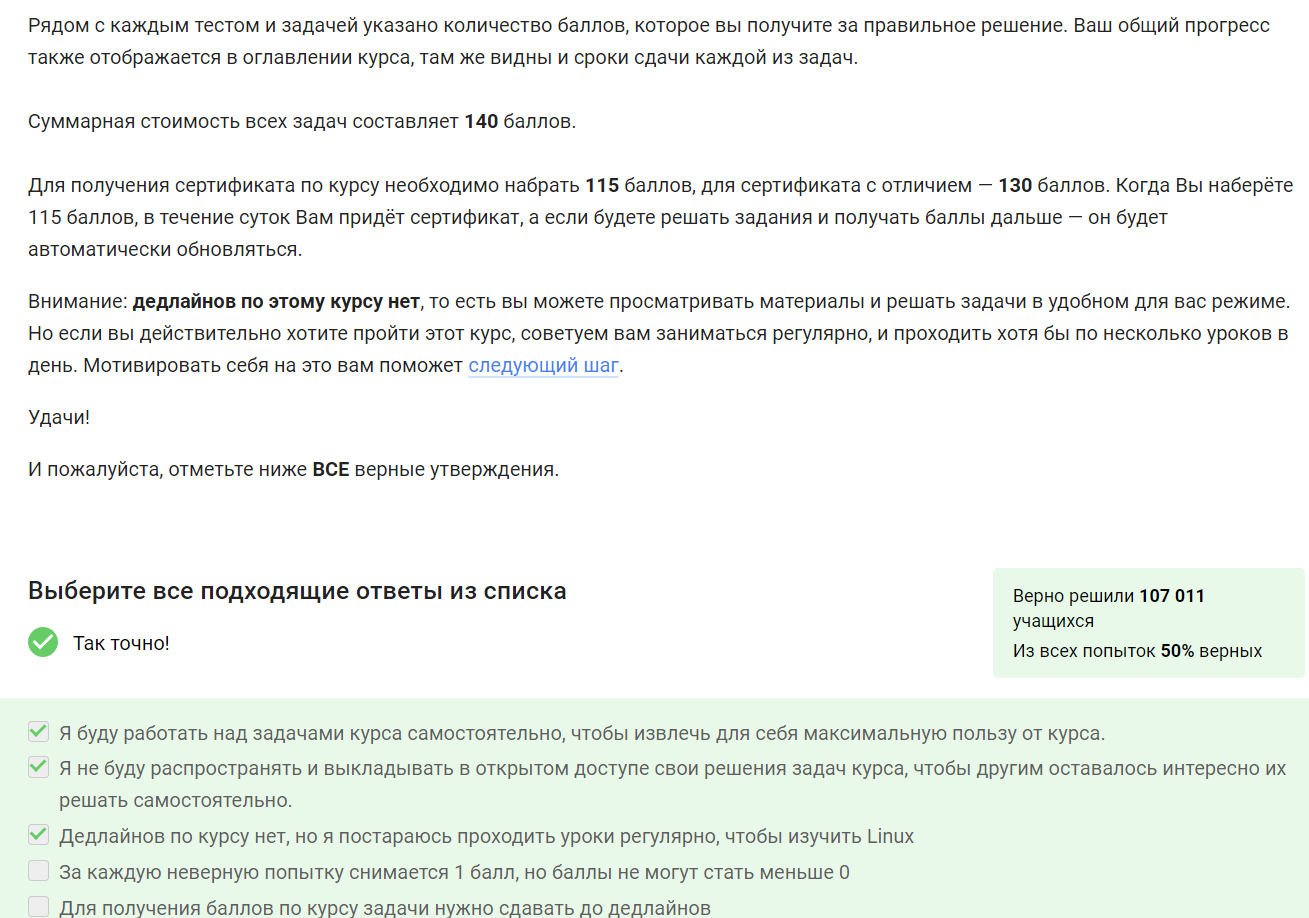 Рядом с каждым тестом и задачей указано количество баллов, которое вы получите за правильное решение. Ваш общий прогресс
также отображается в оглавлении курса, там же видны и сроки сдачи каждой из задач.
Суммарная стоимость всех задач составляет 140 баллов.
Для получения сертификата по курсу необходимо набрать 115 баллов, для сертификата с отличием — 130 баллов. Когда Вы наберёте
115 баллов, в течение суток Вам придёт сертификат, а если будете решать задания и получать баллы дальше — он будет
автоматически обновляться.
Внимание: дедлайнов по этому курсу нет, то есть вы можете просматривать материалы и решать задачи в удобном для вас режиме.
Но если вы действительно хотите пройти этот курс, советуем вам заниматься регулярно, и проходить хотя бы по несколько уроков в
день. Мотивировать себя на это вам поможет следующий шаг.
Удачи!
И пожалуйста, отметьте ниже ВСЕ верные утверждения.
Выберите все подходящие ответы из списка
Верно решили 107 011
учащихся
Из всех попыток 50% верных
Так точно!
Я буду работать над задачами курса самостоятельно, чтобы извлечь для себя максимальную пользу от курса.
Я не буду распространять и выкладывать в открытом доступе свои решения задач курса, чтобы другим оставалось интересно их
решать самостоятельно.
Дедлайнов по курсу нет, но я постараюсь проходить уроки регулярно, чтобы изучить Linux
За каждую неверную попытку снимается 1 балл, но баллы не могут стать меньше 0
Для получения баллов по курсу задачи нужно сдавать до дедлайнов